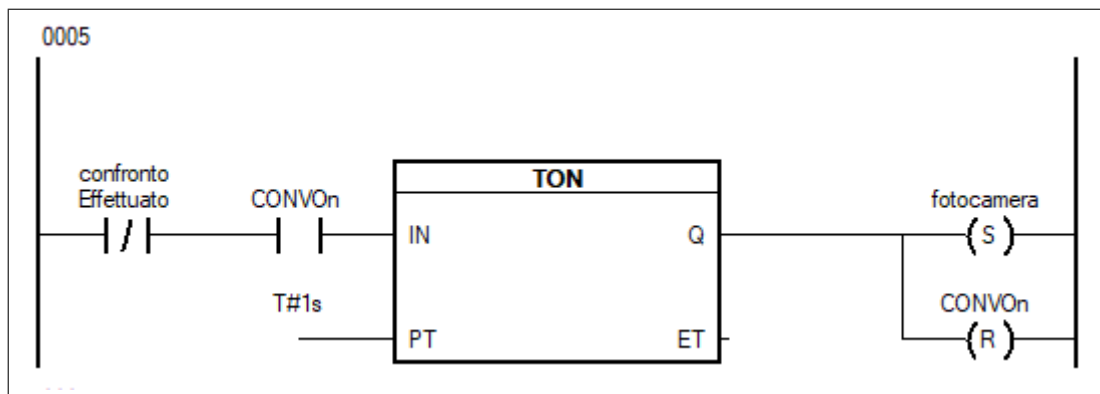 0005
confronto
Effettuato
CONVOn
TON
fotocamera
IN
Q
S
T#1s
CONVOn
PT
ET
R